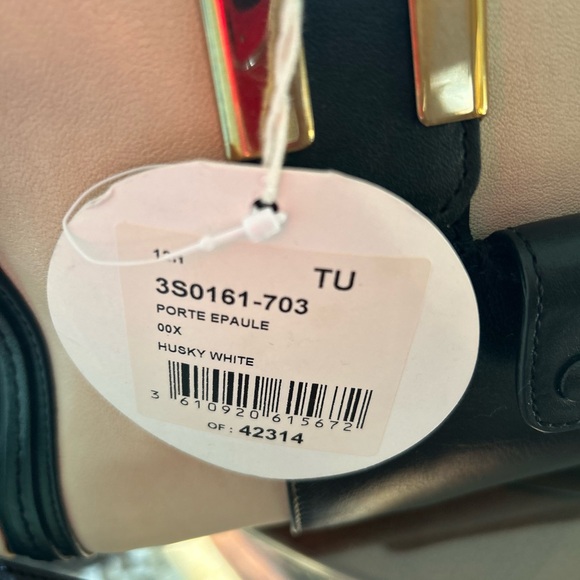 TU
3S0161-703
PORTE EPAULE
00X
HUSKY WHITE
3 610920 615672
OF : 42314